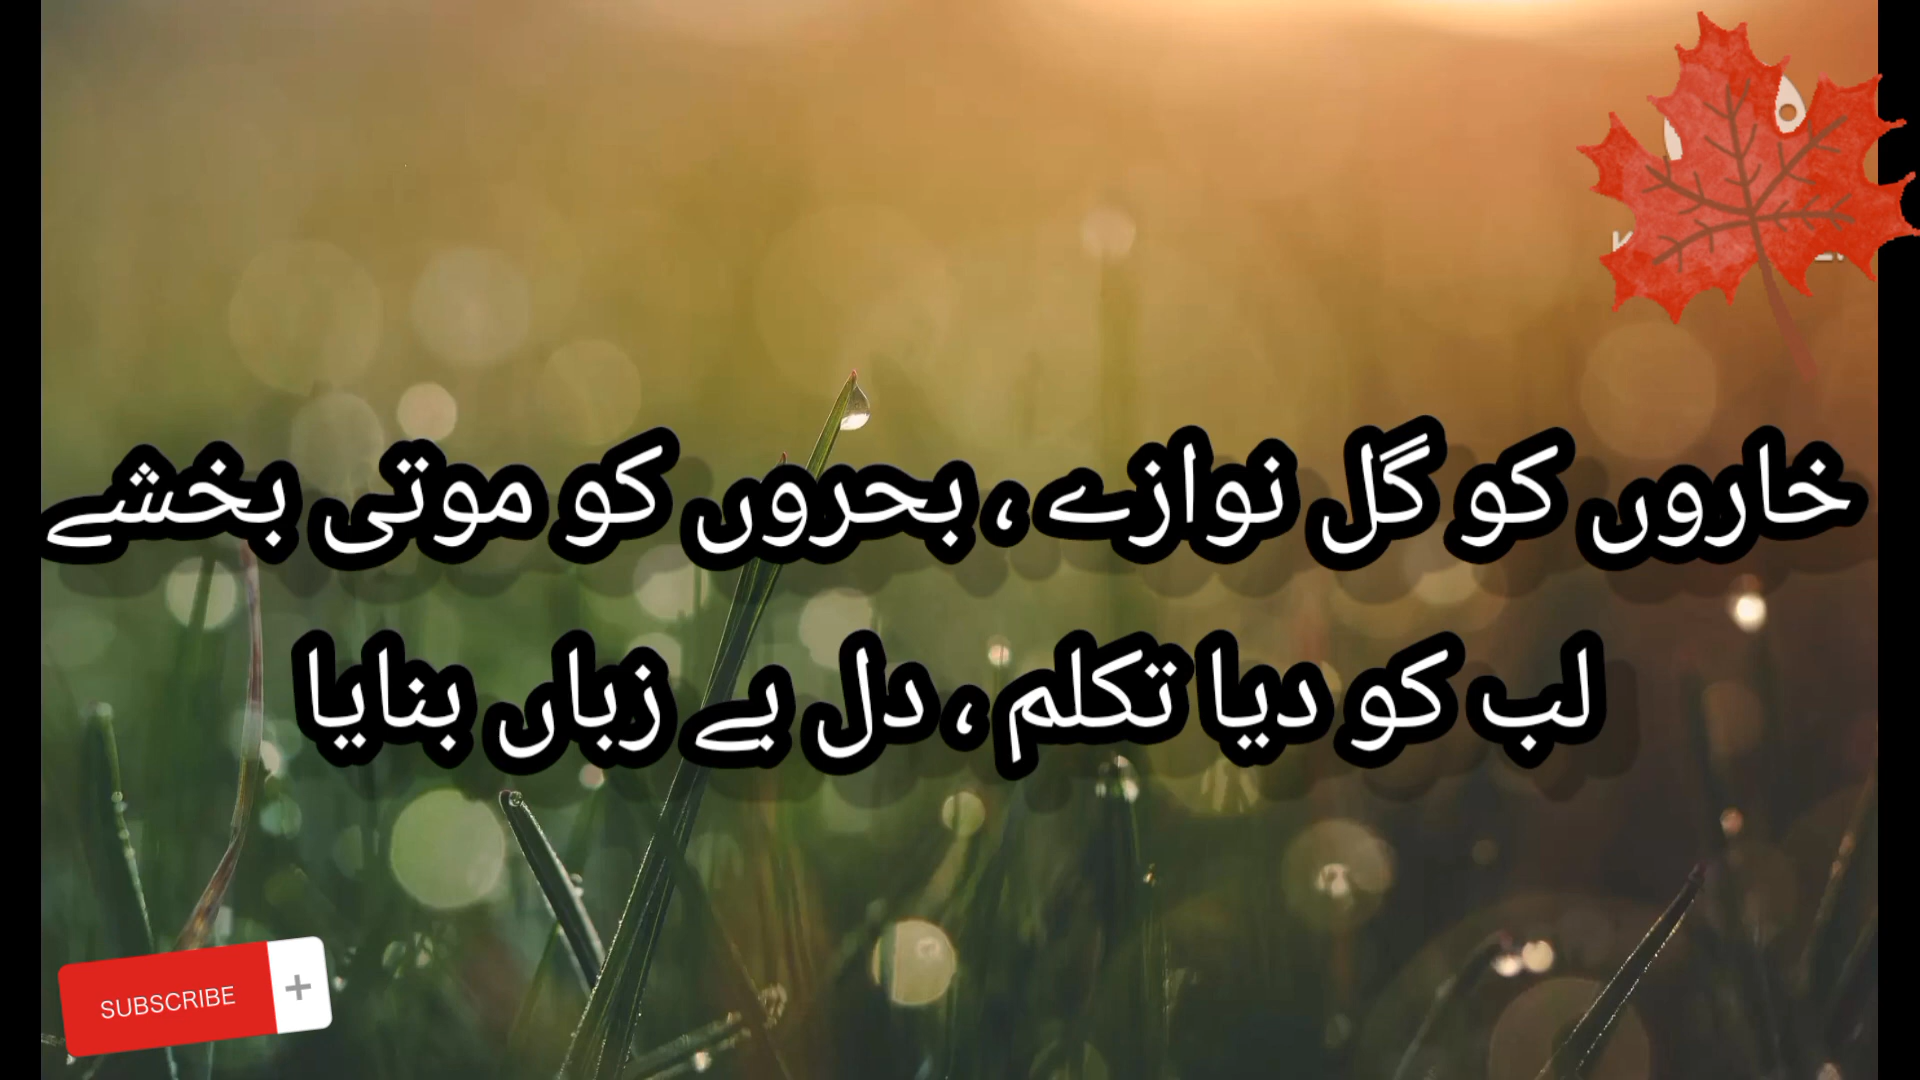 خاروں کو گل نوازے ، بحروں کو موتی بخشے
لب کو دیا تکلم ، دل بے زباں بنایا
SUBSCRIBE +